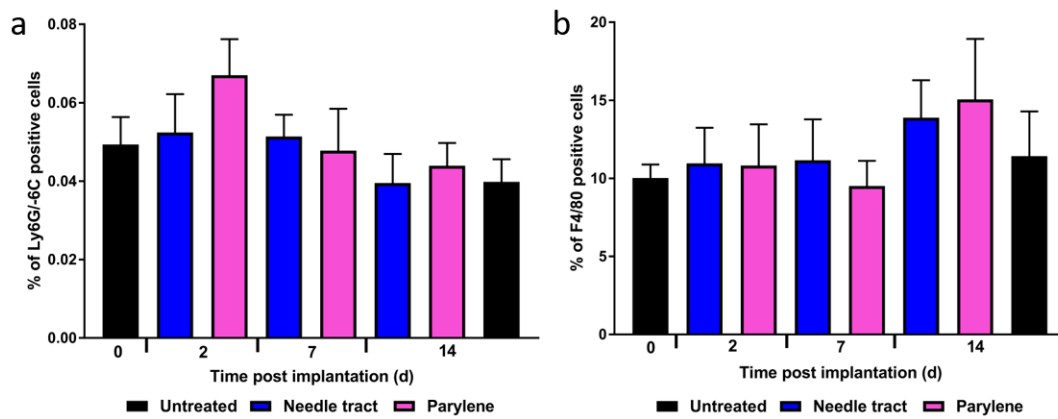 a
% of Ly6G/-6C positive cells
0.08
0.06
0.04
0.02
0.00
0 2 7 14
Time post implantation (d)
Untreated Needle tract Parylene
b
% of F4/80 positive cells
20
15
10
5
0
0 2 7 14
Time post implantation (d)
Untreated Needle tract Parylene